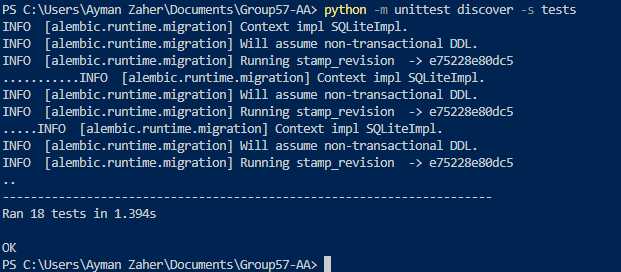 PS C:\Users\Ayman Zaher\Documents\Group57-AA> python -m unittest discover -s tests
INFO  [alembic.runtime.migration] Context impl SQLiteImpl.
INFO  [alembic.runtime.migration] Will assume non-transactional DDL.
INFO  [alembic.runtime.migration] Running stamp_revision  -> e75228e80dc5
...........INFO  [alembic.runtime.migration] Context impl SQLiteImpl.
INFO  [alembic.runtime.migration] Will assume non-transactional DDL.
INFO  [alembic.runtime.migration] Running stamp_revision  -> e75228e80dc5
.....INFO  [alembic.runtime.migration] Context impl SQLiteImpl.
INFO  [alembic.runtime.migration] Will assume non-transactional DDL.
INFO  [alembic.runtime.migration] Running stamp_revision  -> e75228e80dc5
..
----------------------------------------------------------------------
Ran 18 tests in 1.394s
OK
PS C:\Users\Ayman Zaher\Documents\Group57-AA>